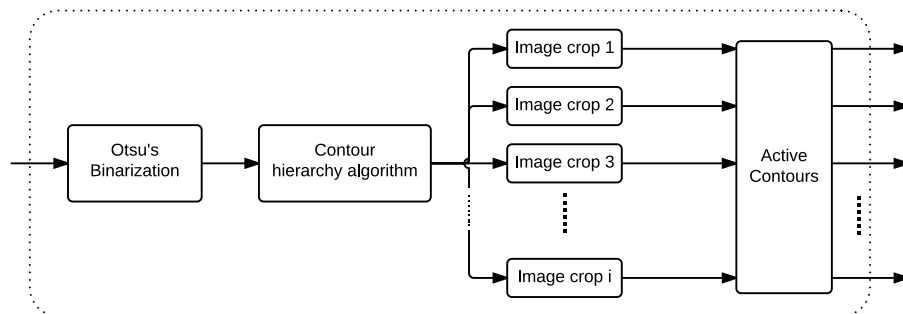 Otsu's
Binarization
Contour
hierarchy algorithm
Image crop 1
Image crop 2
Image crop 3
Image crop i
Active
Contours